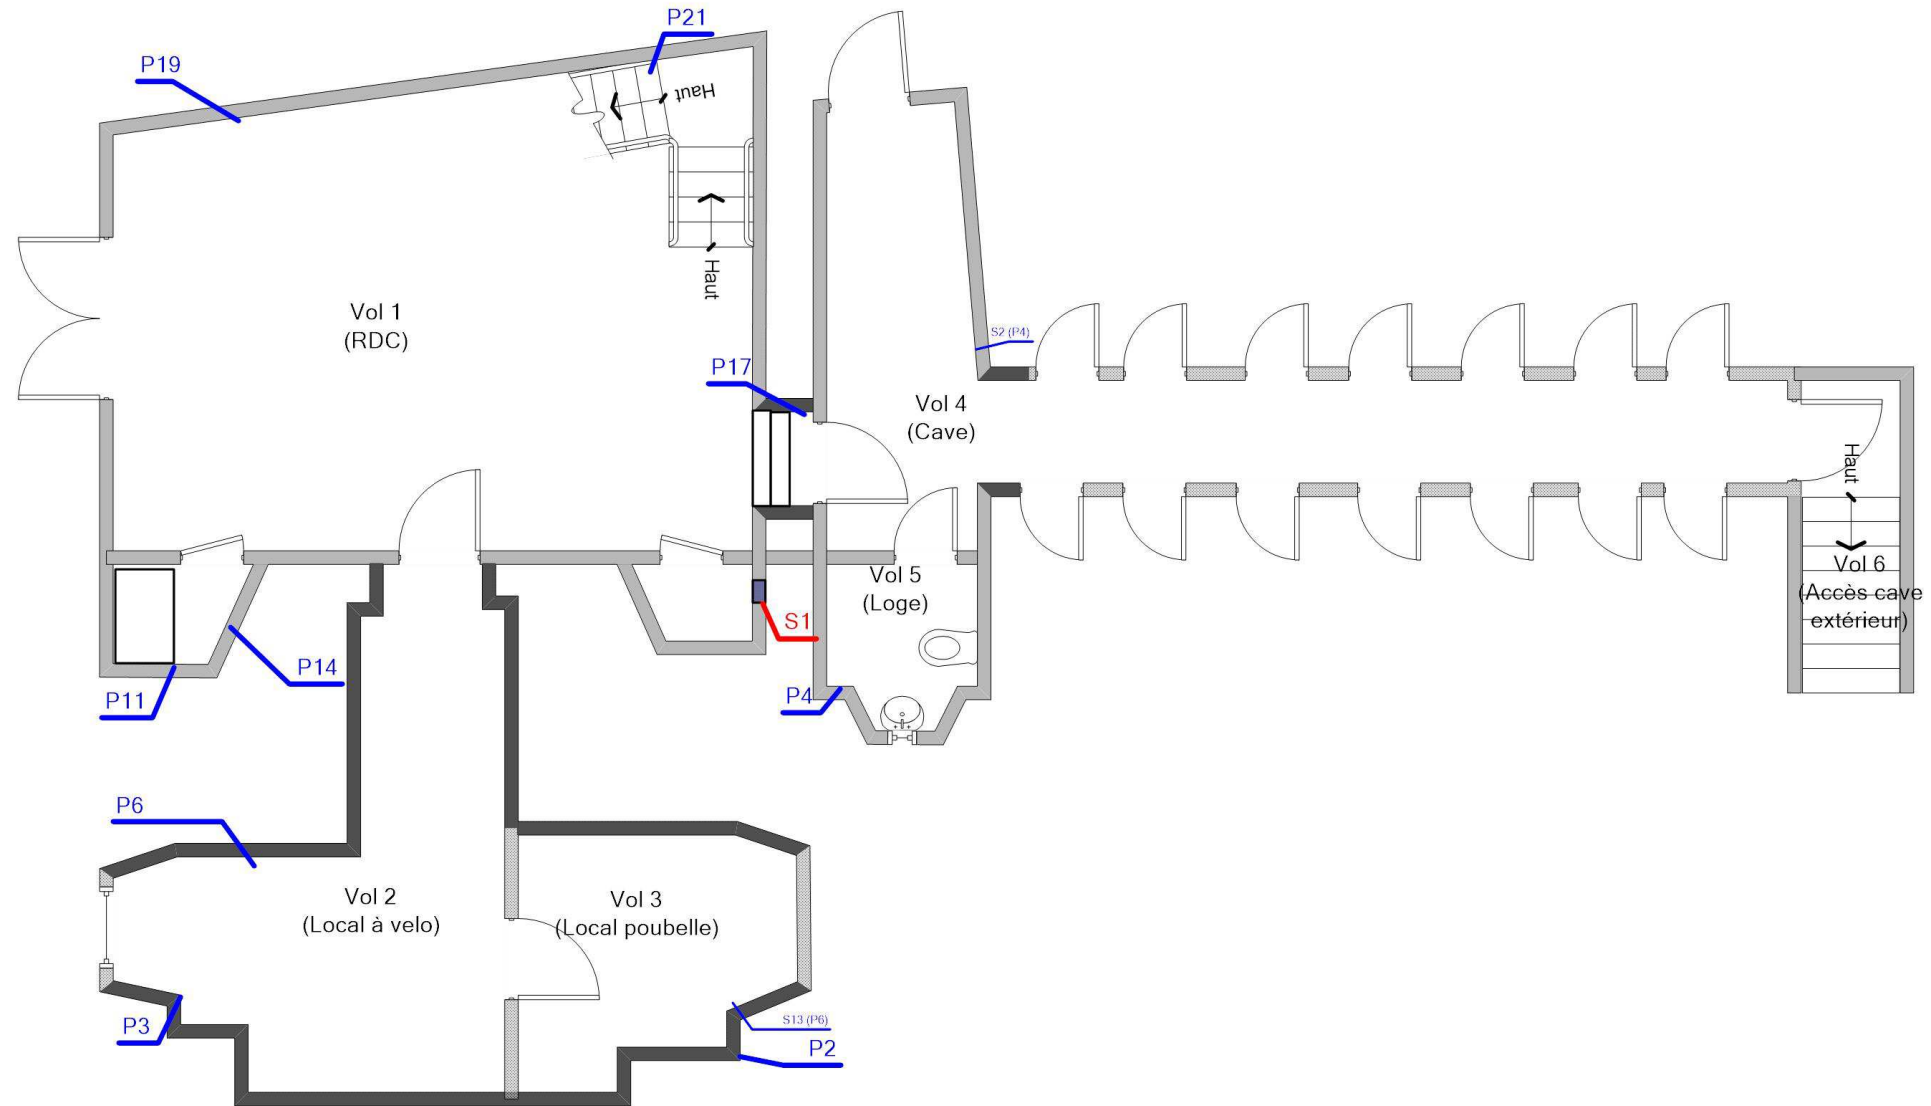 P21
P19
Haut
Haut
Vol 1
(RDC)
S2 (P4)
P17
Vol 4
(Cave)
Haut
Vol 5
(Loge)
Vol 6
(Accès cave
extérieur)
S1
P14
P11
P4
P6
Vol 2
(Local à velo)
Vol 3
(Local poubelle)
P3
S13 (P6)
P2